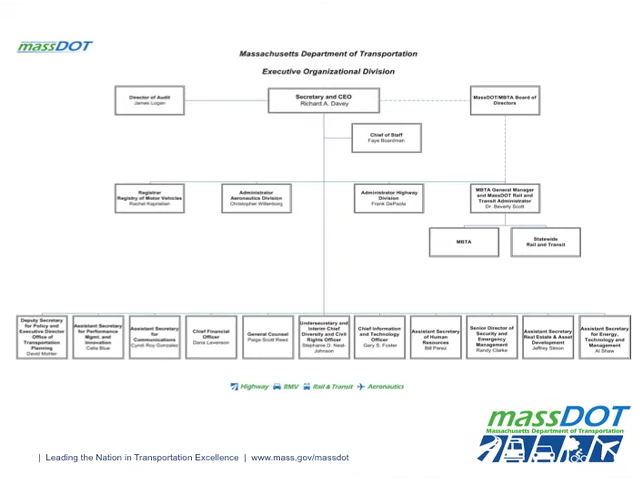 massDOT
Massachusetts Department of Transportation
Executive Organizational Division
Director of Audit
James Logan
Secretary and CEO
Richard A. Davey
MassDOT/MBTA Board of
Directors
Chief of Staff
Faye Boardman
Registrar
Registry of Motor Vehicles
Rachel Kaprielian
Administrator
Aeronautics Division
Christopher Willenborg
Administrator Highway
Division
Frank DePaola
MBTA General Manager
and MassDOT Rail and
Transit Administrator
Dr. Beverly Scott
MBTA
Statewide
Rail and Transit
Deputy Secretary
for Policy and
Executive Director
Office of
Transportation
Planning
David Mohler
Assistant Secretary
for Performance
Mgmt. and
Innovation
Celia Blue
Assistant Secretary
for
Communications
Cyndi Roy Gonzalez
Chief Financial
Officer
Dana Levenson
General Counsel
Paige Scott Reed
Undersecretary and
Interim Chief
Diversity and Civil
Rights Officer
Stephanie D. Neal-
Johnson
Chief Information
and Technology
Officer
Gary S. Foster
Assistant Secretary
of Human
Resources
Bill Perez
Senior Director of
Security and
Emergency
Management
Randy Clarke
Assistant Secretary
Real Estate & Asset
Development
Jeffrey Simon
Assistant Secretary
for Energy,
Technology and
Management
Al Shaw
Highway RMV Rail & Transit Aeronautics
massDOT
Massachusetts Department of Transportation
| Leading the Nation in Transportation Excellence | www.mass.gov/massdot